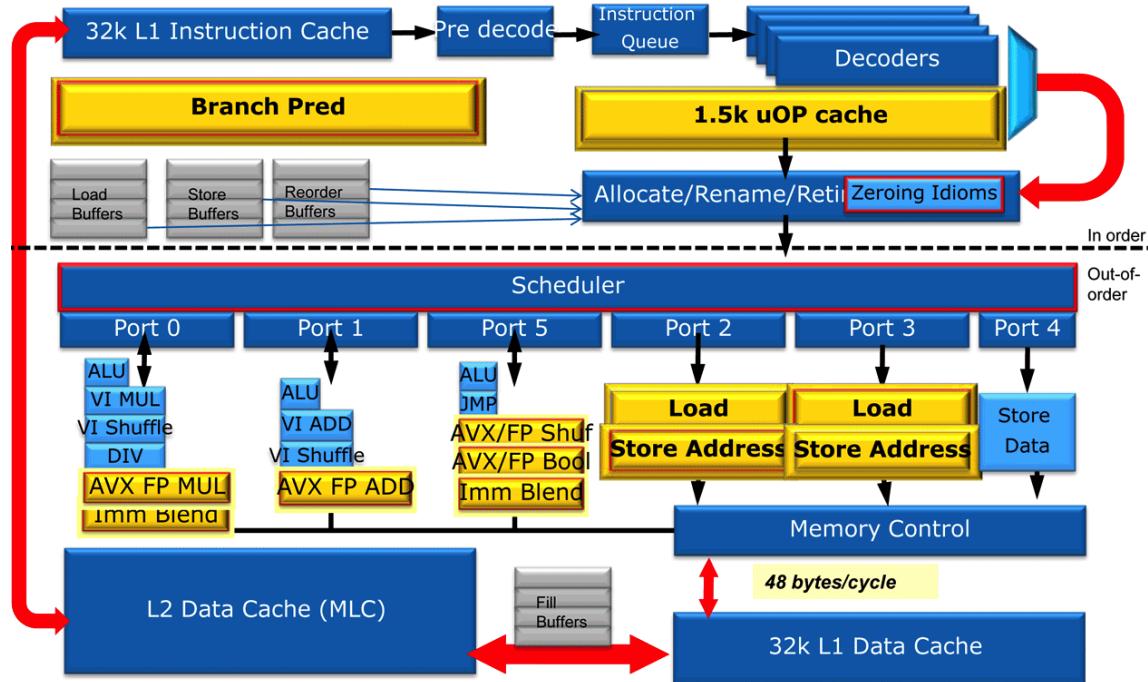 32k L1 Instruction Cache
Pre decode
Instruction
Queue
Decoders
Branch Pred
1.5k uOP cache
Load
Buffers
Store
Buffers
Reorder
Buffers
Allocate/Rename/Retir
Zeroing Idioms
In order
Out-of-
order
Scheduler
Port 0
Port 1
Port 5
Port 2
Port 3
Port 4
ALU
VI MUL
VI Shuffle
DIV
AVX FP MUL
Imm Blend
ALU
VI ADD
VI Shuffle
AVX FP ADD
ALU
JMP
AVX/FP Shuf
AVX/FP Bool
Imm Blend
Load
Store Address
Load
Store Address
Store
Data
Memory Control
48 bytes/cycle
L2 Data Cache (MLC)
Fill
Buffers
32k L1 Data Cache